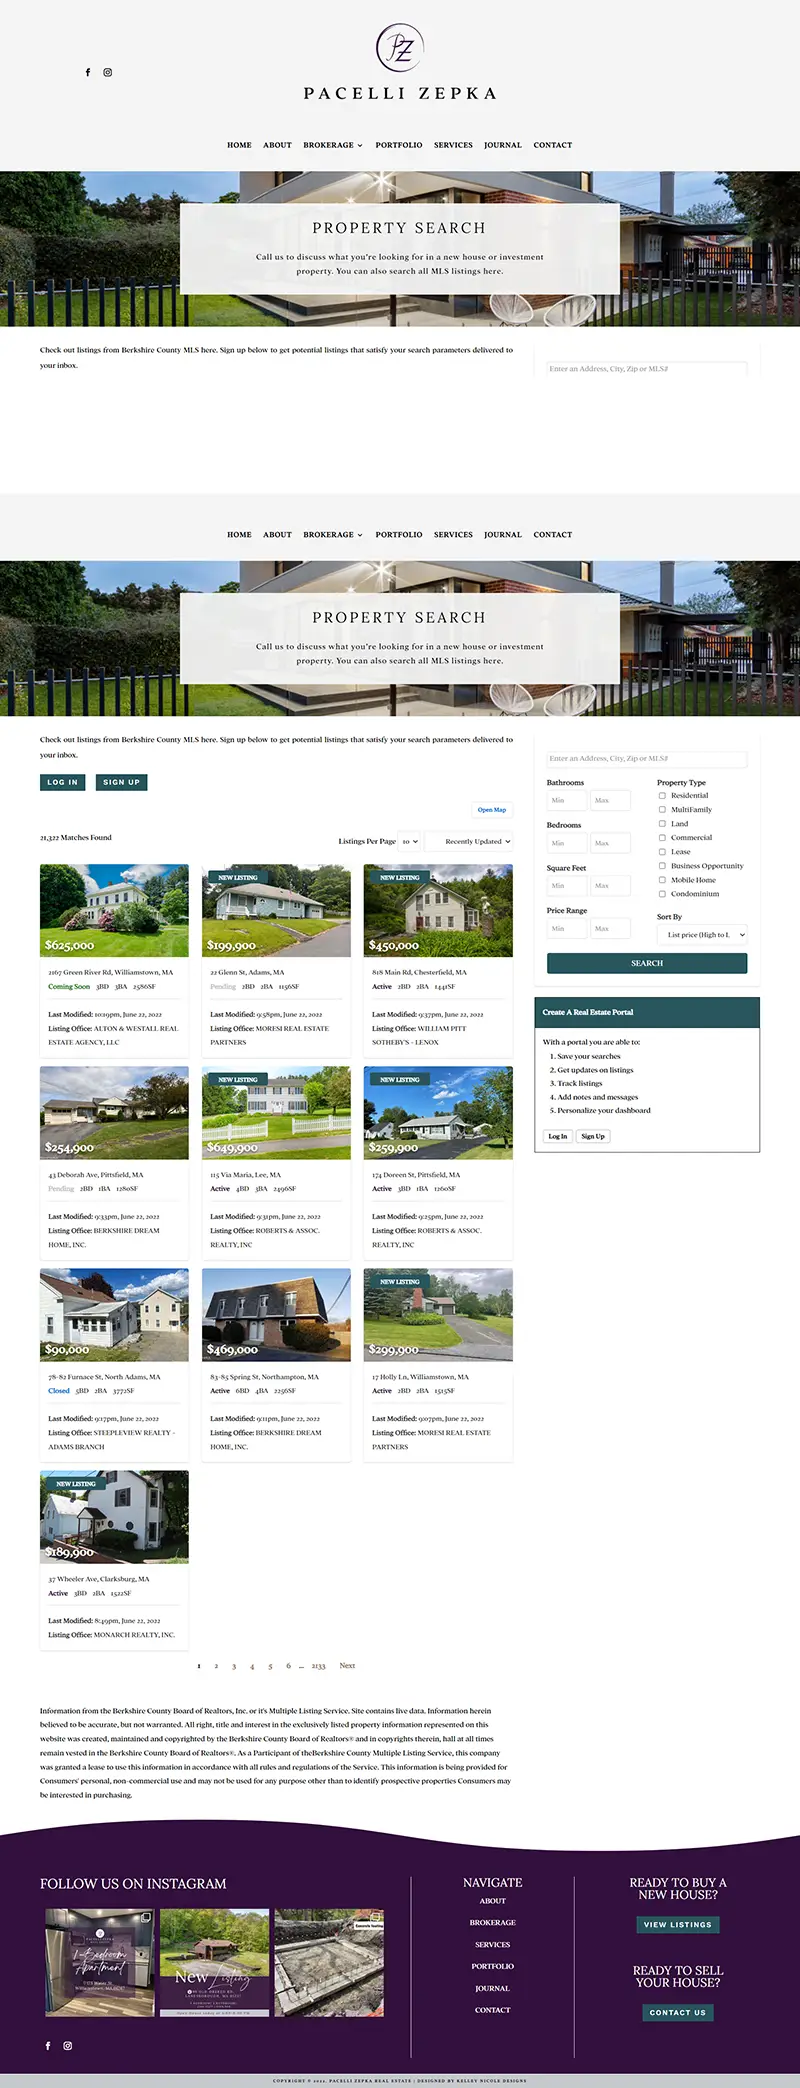 PZ
PACELLI ZEPKA
HOME ABOUT BROKERAGE PORTFOLIO SERVICES JOURNAL CONTACT
PROPERTY SEARCH
Call us to discuss what you're looking for in a new house or investment
property. You can also search all MLS listings here.
Check out listings from Berkshire County MLS here. Sign up below to get potential listings that satisfy your search parameters delivered to
your inbox.
Enter an Address, City, Zip or MLS#
HOME ABOUT BROKERAGE PORTFOLIO SERVICES JOURNAL CONTACT
PROPERTY SEARCH
Call us to discuss what you're looking for in a new house or investment
property. You can also search all MLS listings here.
Check out listings from Berkshire County MLS here. Sign up below to get potential listings that satisfy your search parameters delivered to
your inbox.
LOG IN SIGN UP
Open Map
21,322 Matches Found
Listings Per Page 10 Recently Updated
$625,000
2167 Green River Rd, Williamstown, MA
Coming Soon 3BD 3BA 2586SF
Last Modified: 10:19pm, June 22, 2022
Listing Office: ALTON & WESTALL REAL
ESTATE AGENCY, LLC
NEW LISTING
$199,900
22 Glenn St, Adams, MA
Pending 2BD 2BA 1156SF
Last Modified: 9:58pm, June 22, 2022
Listing Office: MORESI REAL ESTATE
PARTNERS
NEW LISTING
$450,000
818 Main Rd, Chesterfield, MA
Active 2BD 2BA 1441SF
Last Modified: 9:37pm, June 22, 2022
Listing Office: WILLIAM PITT
SOTHEBY'S - LENOX
$254,900
43 Deborah Ave, Pittsfield, MA
Pending 2BD 1BA 1280SF
Last Modified: 9:33pm, June 22, 2022
Listing Office: BERKSHIRE DREAM
HOME, INC.
NEW LISTING
$649,900
115 Via Maria, Lee, MA
Active 4BD 3BA 2496SF
Last Modified: 9:31pm, June 22, 2022
Listing Office: ROBERTS & ASSOC.
REALTY, INC
NEW LISTING
$259,900
174 Doreen St, Pittsfield, MA
Active 3BD 1BA 1260SF
Last Modified: 9:25pm, June 22, 2022
Listing Office: ROBERTS & ASSOC.
REALTY, INC
$90,000
78-82 Furnace St, North Adams, MA
Closed 5BD 2BA 3772SF
Last Modified: 9:17pm, June 22, 2022
Listing Office: STEEPLEVIEW REALTY -
ADAMS BRANCH
$469,000
83-85 Spring St, Northampton, MA
Active 6BD 4BA 2256SF
Last Modified: 9:11pm, June 22, 2022
Listing Office: BERKSHIRE DREAM
HOME, INC.
NEW LISTING
$299,900
17 Holly Ln, Williamstown, MA
Active 2BD 2BA 1515SF
Last Modified: 9:07pm, June 22, 2022
Listing Office: MORESI REAL ESTATE
PARTNERS
NEW LISTING
$189,900
37 Wheeler Ave, Clarksburg, MA
Active 3BD 2BA 1522SF
Last Modified: 8:49pm, June 22, 2022
Listing Office: MONARCH REALTY, INC.
1 2 3 4 5 6 ... 2133 Next
Enter an Address, City, Zip or MLS#
Bathrooms
Min Max
Bedrooms
Min Max
Square Feet
Min Max
Price Range
Min Max
Property Type
Residential
MultiFamily
Land
Commercial
Lease
Business Opportunity
Mobile Home
Condominium
Sort By
List price (High to L
SEARCH
Create A Real Estate Portal
With a portal you are able to:
1. Save your searches
2. Get updates on listings
3. Track listings
4. Add notes and messages
5. Personalize your dashboard
Log In Sign Up
Information from the Berkshire County Board of Realtors, Inc. or it's Multiple Listing Service. Site contains live data. Information herein
believed to be accurate, but not warranted. All right, title and interest in the exclusively listed property information represented on this
website was created, maintained and copyrighted by the Berkshire County Board of Realtors® and in copyrights therein, hall at all times
remain vested in the Berkshire County Board of Realtors®. As a Participant of theBerkshire County Multiple Listing Service, this company
was granted a lease to use this information in accordance with all rules and regulations of the Service. This information is being provided for
Consumers' personal, non-commercial use and may not be used for any purpose other than to identify prospective properties Consumers may
be interested in purchasing.
FOLLOW US ON INSTAGRAM
1-Bedroom
Apartment
New Listing
NAVIGATE
ABOUT
BROKERAGE
SERVICES
PORTFOLIO
JOURNAL
CONTACT
READY TO BUY A
NEW HOUSE?
VIEW LISTINGS
READY TO SELL
YOUR HOUSE?
CONTACT US
COPYRIGHT © 2022. PACELLI ZEPKA REAL ESTATE | DESIGNED BY KELLEY NICOLE DESIGNS